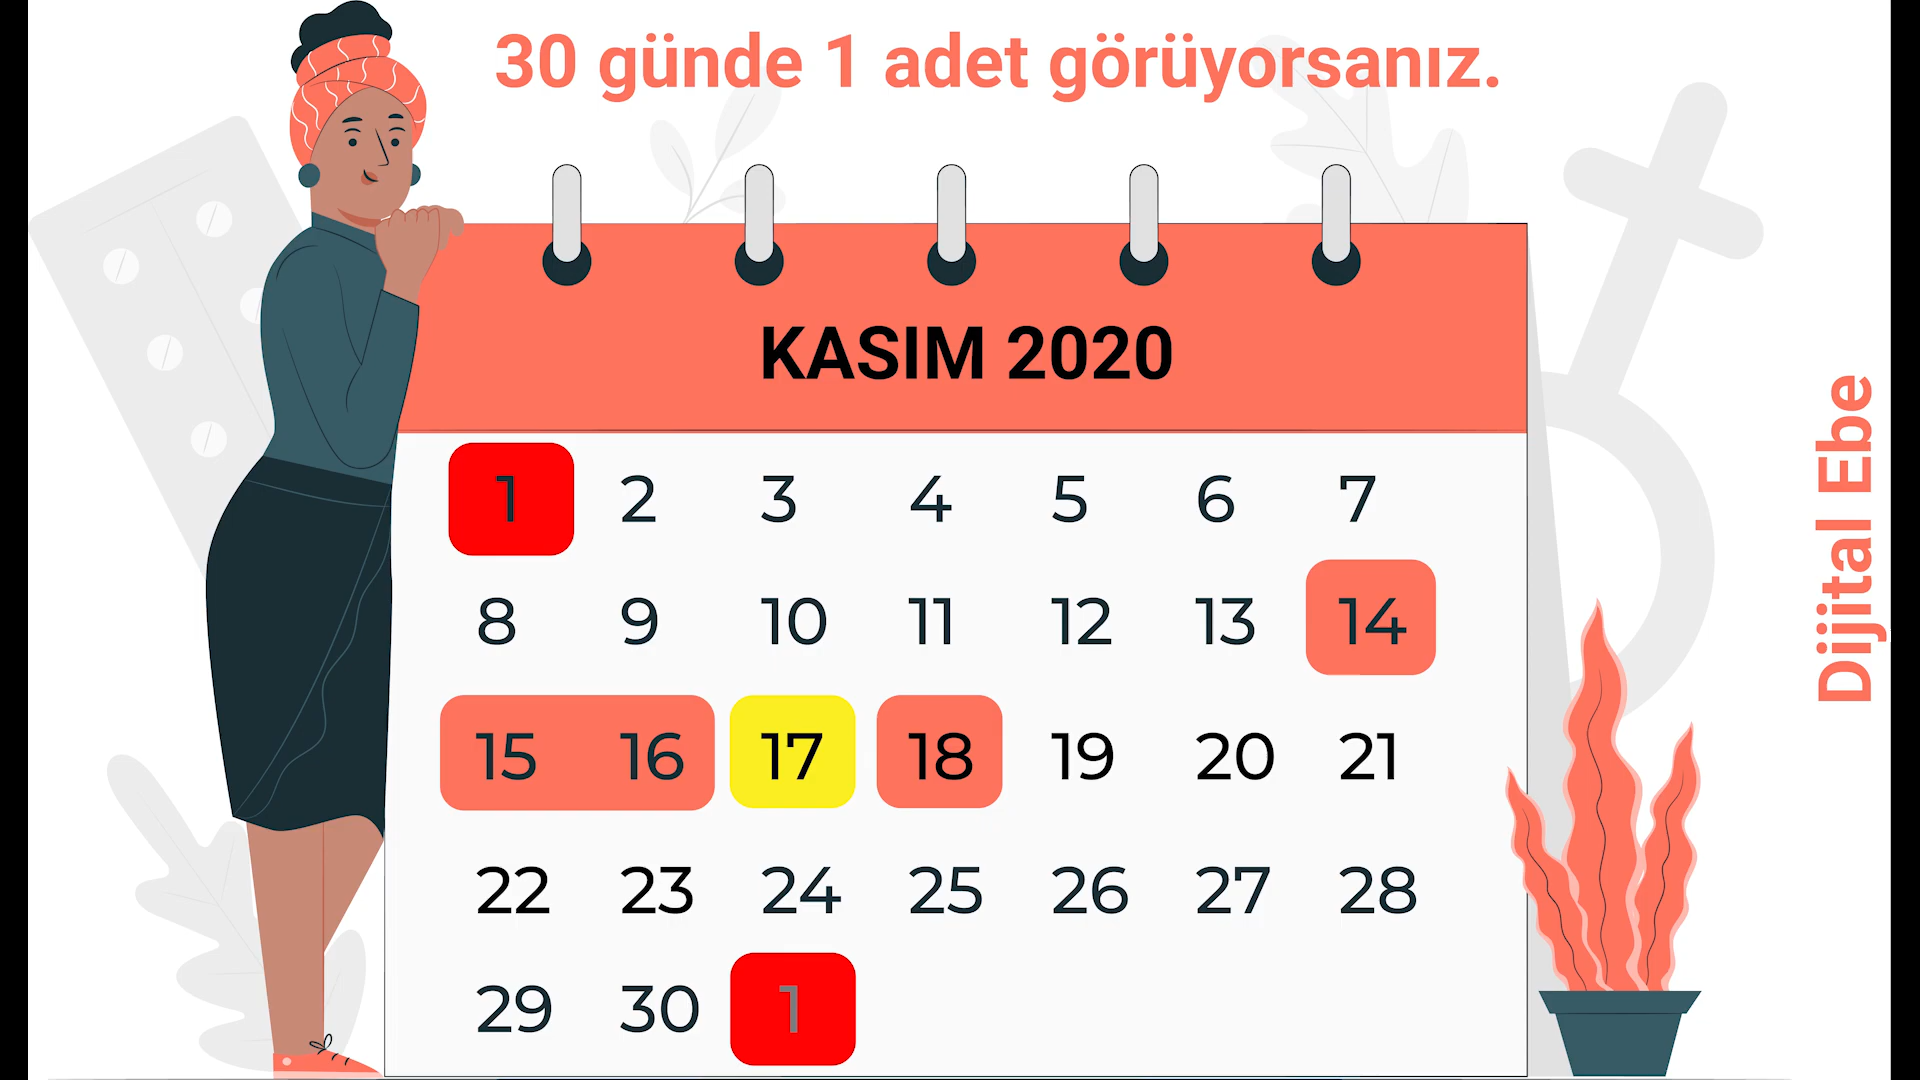 30 günde 1 adet görüyorsanız.
KASIM 2020
1 2 3 4 5 6 7
8 9 10 11 12 13 14
15 16 17 18 19 20 21
22 23 24 25 26 27 28
29 30 1
Dijital Ebe